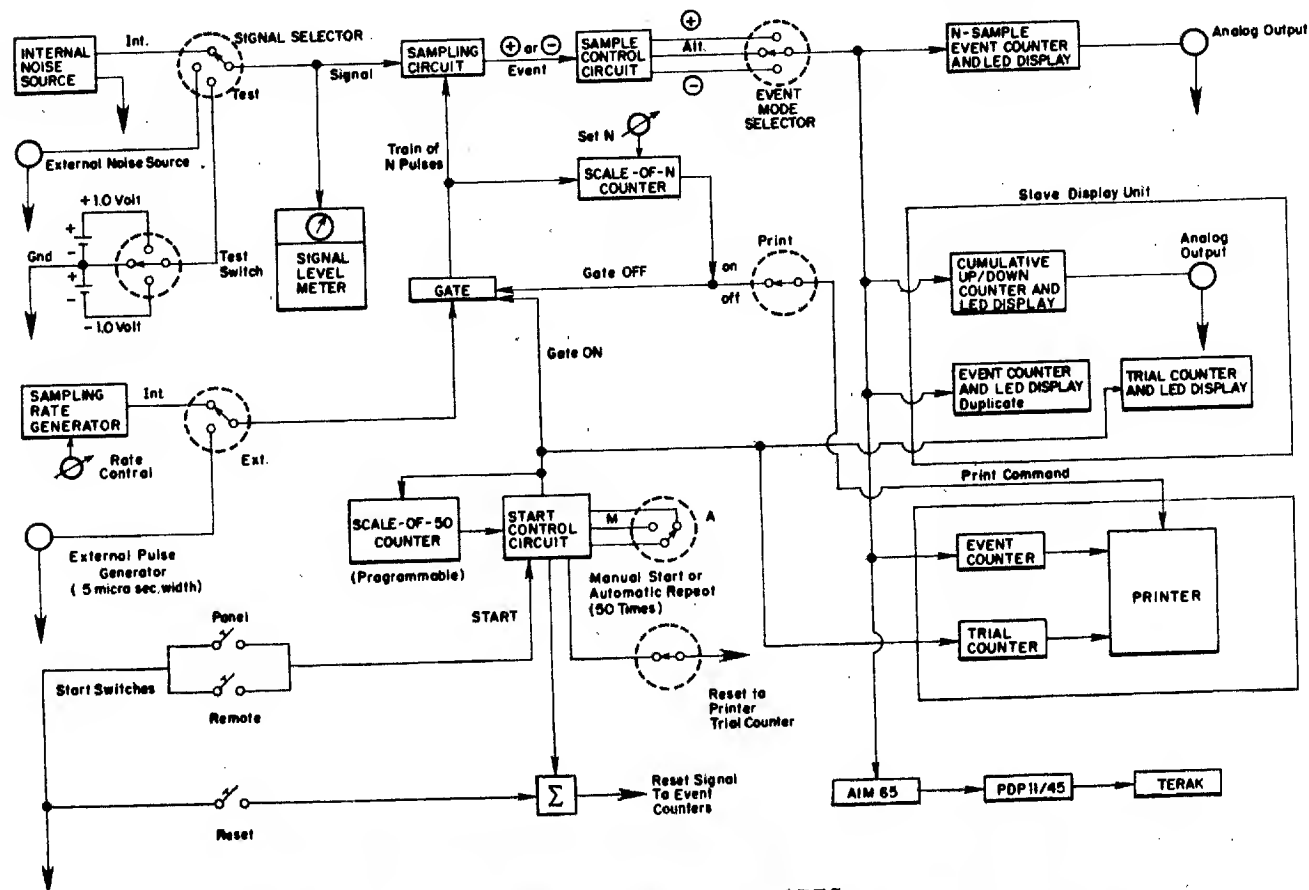 INTERNAL
NOISE
SOURCE
Int.
SIGNAL SELECTOR
Test
Signal
SAMPLING
CIRCUIT
⊕ or ⊖
Event
SAMPLE
CONTROL
CIRCUIT
⊕
Alt.
⊖
EVENT
MODE
SELECTOR
N-SAMPLE
EVENT COUNTER
AND LED DISPLAY
Analog Output
External Noise Source
+1.0 Volt
+
-
Gnd
+
-
-1.0 Volt
Test
Switch
SIGNAL
LEVEL
METER
Train of
N Pulses
Set N
SCALE-OF-N
COUNTER
Print
on
off
Gate OFF
GATE
Gate ON
Slave Display Unit
CUMULATIVE
UP/DOWN
COUNTER AND
LED DISPLAY
Analog
Output
EVENT COUNTER
AND LED DISPLAY
Duplicate
TRIAL COUNTER
AND LED DISPLAY
SAMPLING
RATE
GENERATOR
Int
Ext.
Rate
Control
External Pulse
Generator
( .5 micra sec. width)
SCALE-OF-50
COUNTER
(Programmable)
START
CONTROL
CIRCUIT
M
A
Manual Start or
Automatic Repeat
(50 Times)
START
Print Command
EVENT
COUNTER
TRIAL
COUNTER
PRINTER
Panel
Start Switches
Remote
Reset to
Printer
Trial Counter
Reset
Σ
Reset Signal
To Event
Counters
AIM 65
PDP 11/45
TERAK